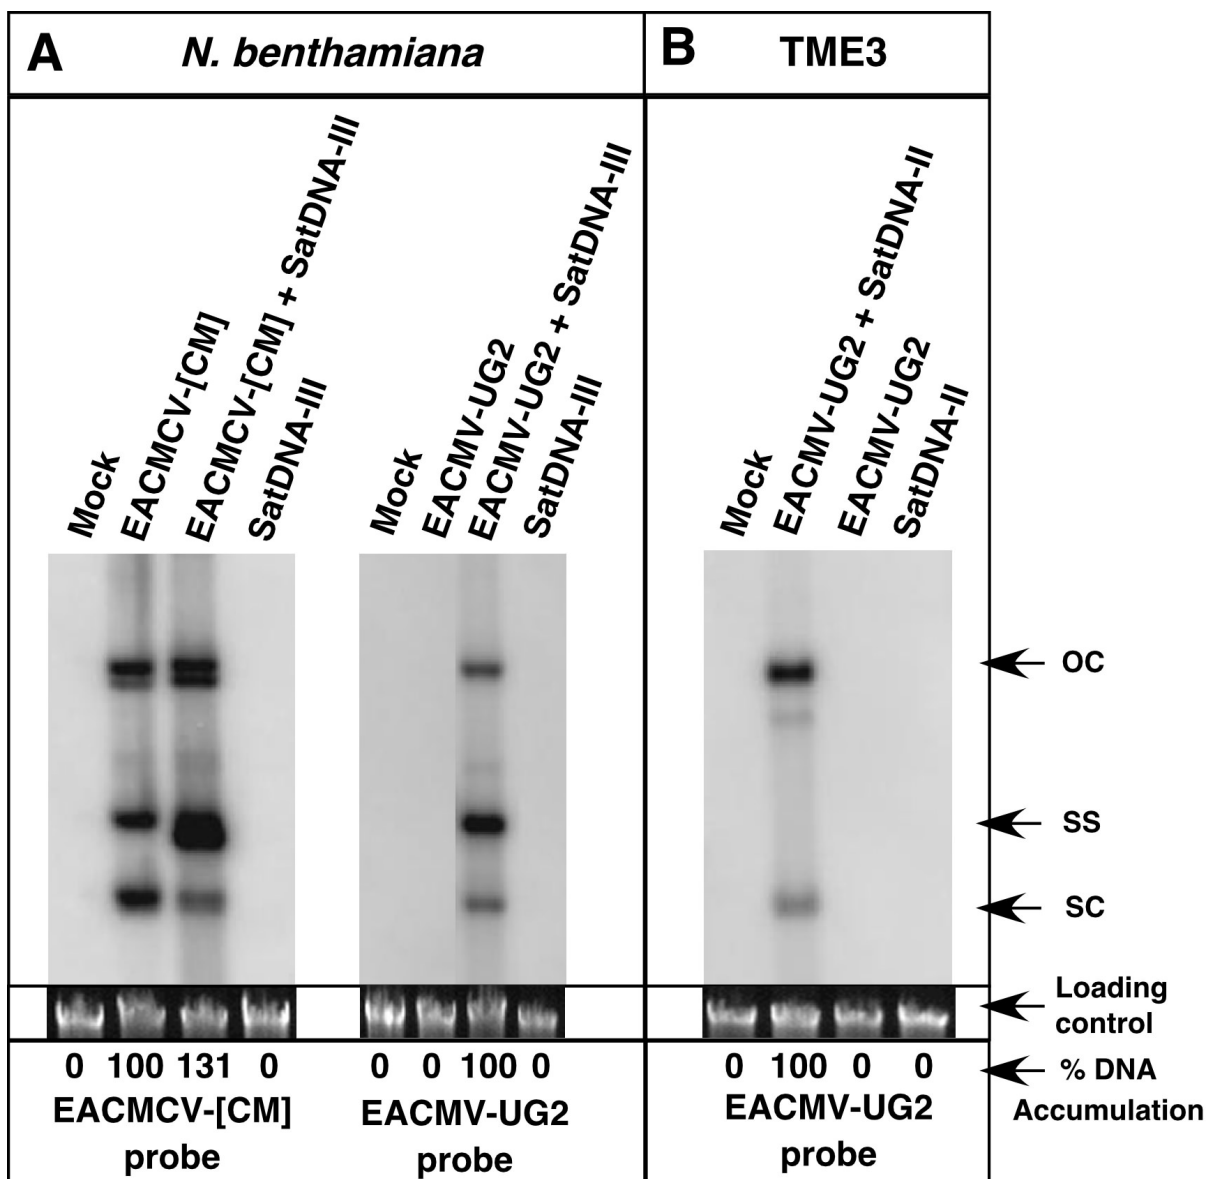 A N. benthamiana B TME3
Mock
EACMCV-[CM]
EACMCV-[CM] + SatDNA-III
SatDNA-III
Mock
EACMV-UG2
EACMV-UG2 + SatDNA-III
SatDNA-III
Mock
EACMV-UG2 + SatDNA-II
EACMV-UG2
SatDNA-II
OC
SS
SC
Loading
control
0 100 131 0
EACMCV-[CM]
probe
0 0 100 0
EACMV-UG2
probe
0 100 0 0
EACMV-UG2
probe
% DNA
Accumulation